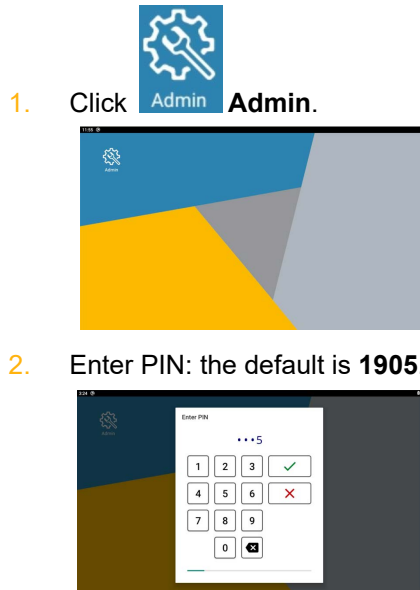 1. Click Admin Admin.
11:55
Admin
2. Enter PIN: the default is 1905
3:24
Admin
Enter PIN
•••5
1 2 3
4 5 6
7 8 9
0